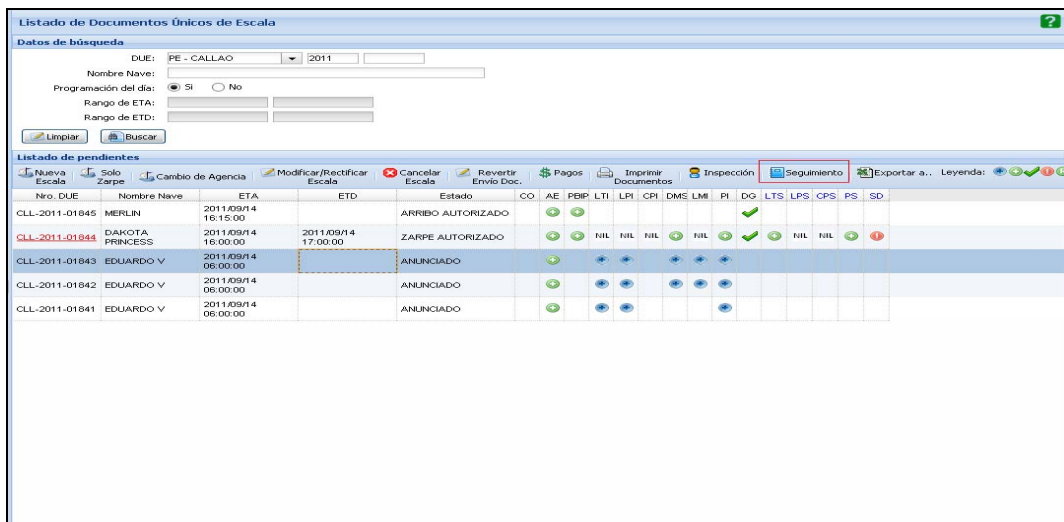 Listado de Documentos Únicos de Escala
Datos de búsqueda
DUE: PE - CALLAO 2011
Nombre Nave:
Programación del día: Si No
Rango de ETA:
Rango de ETD:
Limpiar Buscar
Listado de pendientes
Nueva Escala Solo Zarpe Cambio de Agencia Modificar/Rectificar Escala Cancelar Escala Revertir Envío Doc. Pagos Imprimir Documentos Inspección Seguimiento Exportar a.. Leyenda:
Nro. DUE Nombre Nave ETA ETD Estado CO AE PBIP LTI LPI CPI DMS LMI PI DG LTS LPS CPS PS SD
CLL-2011-01845 MERLIN 2011/09/14 16:15:00 ARRIBO AUTORIZADO
CLL-2011-01844 DAKOTA PRINCESS 2011/09/14 16:00:00 2011/09/14 17:00:00 ZARPE AUTORIZADO NIL NIL NIL NIL NIL NIL
CLL-2011-01843 EDUARDO V 2011/09/14 06:00:00 ANUNCIADO
CLL-2011-01842 EDUARDO V 2011/09/14 06:00:00 ANUNCIADO
CLL-2011-01841 EDUARDO V 2011/09/14 06:00:00 ANUNCIADO